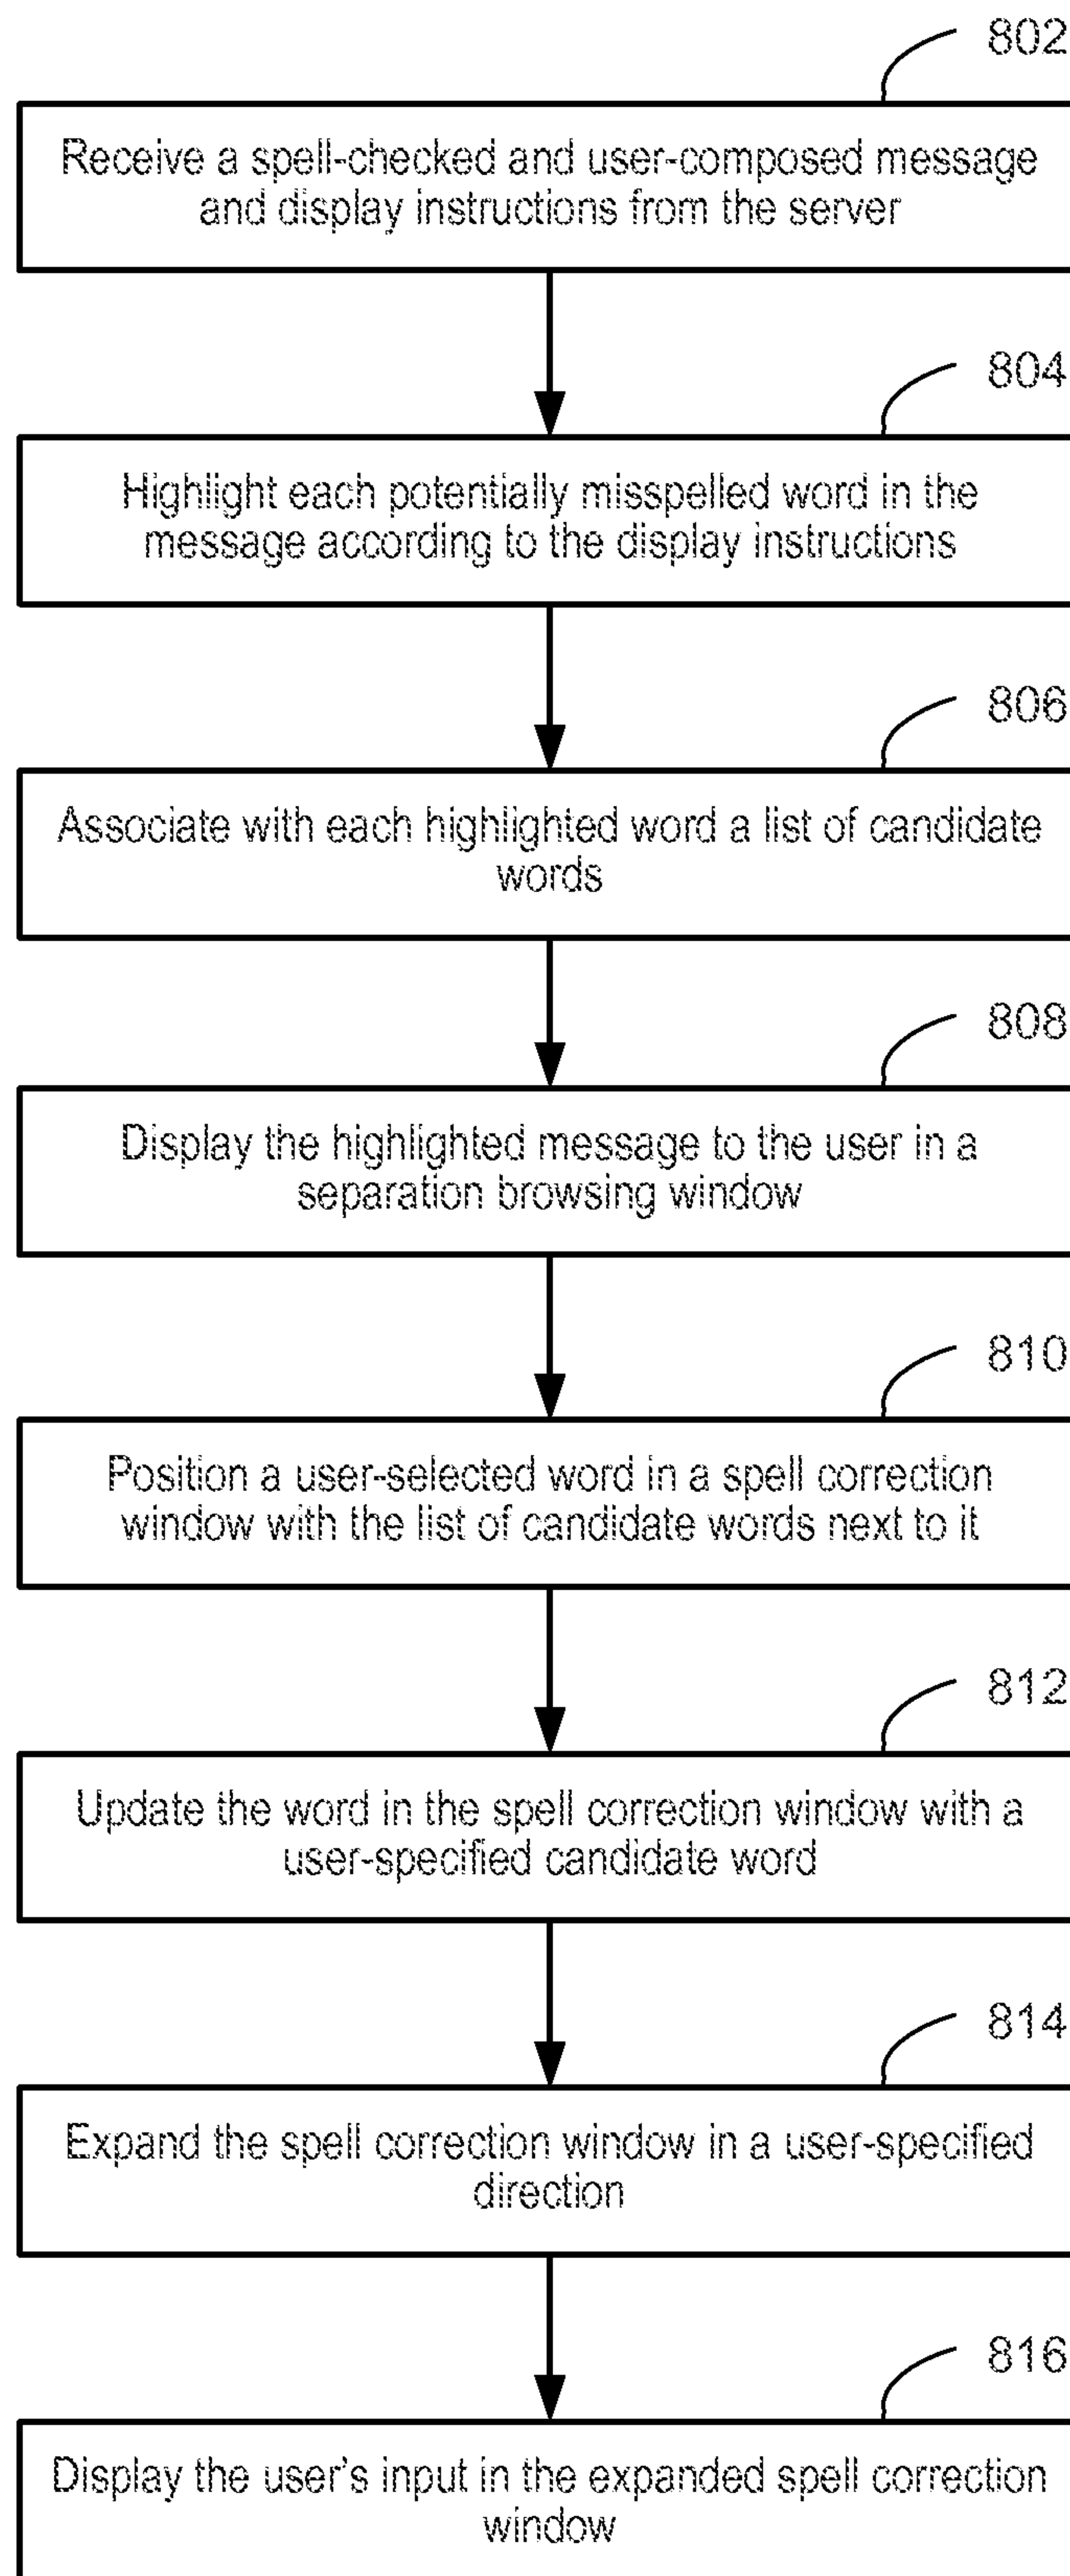 802
Receive a spell-checked and user-composed message
and display instructions from the server
804
Highlight each potentially misspelled word in the
message according to the display instructions
806
Associate with each highlighted word a list of candidate
words
808
Display the highlighted message to the user in a
separation browsing window
810
Position a user-selected word in a spell correction
window with the list of candidate words next to it
812
Update the word in the spell correction window with a
user-specified candidate word
814
Expand the spell correction window in a user-specified
direction
816
Display the user's input in the expanded spell correction
window